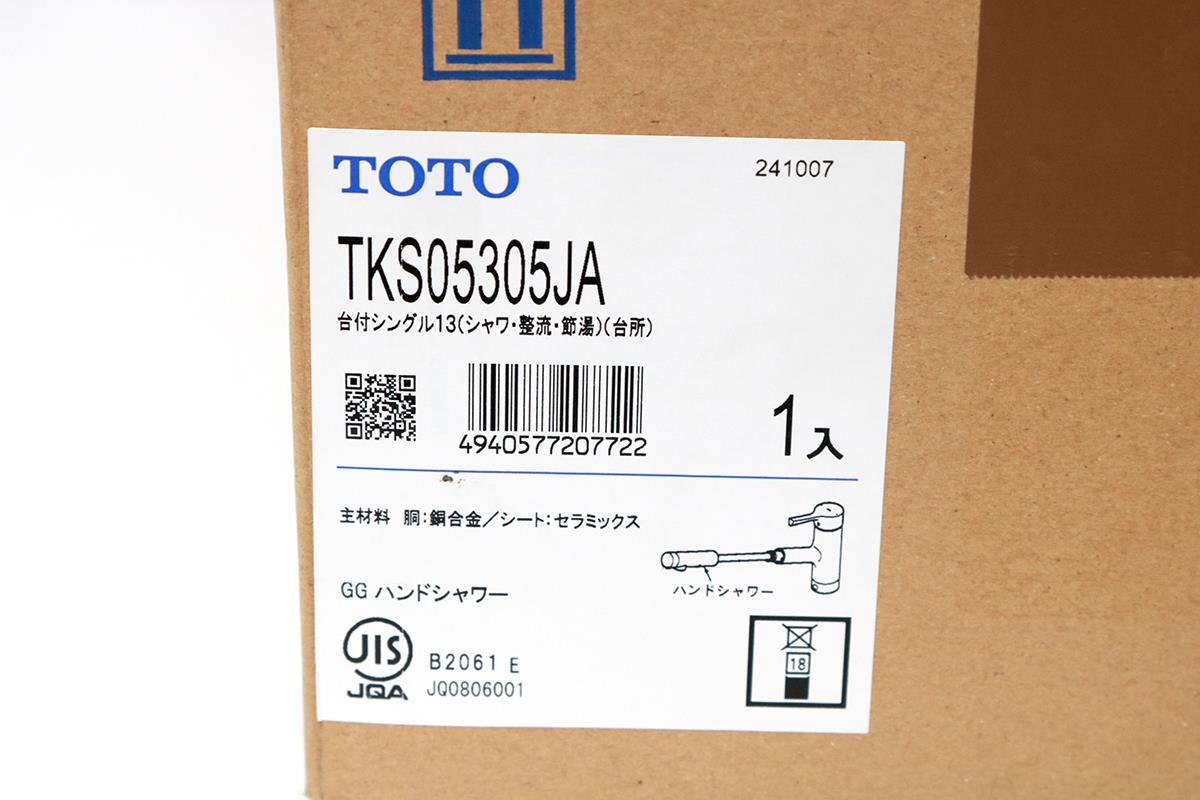 TOTO
241007
TKS05305JA
台付シングル13(シャワ・整流・節湯)(台所)
4940577207722
1入
主材料 胴:銅合金/シート:セラミックス
ハンドシャワー
GG ハンドシャワー
JIS
JQA
B2061 E
JQ0806001
18